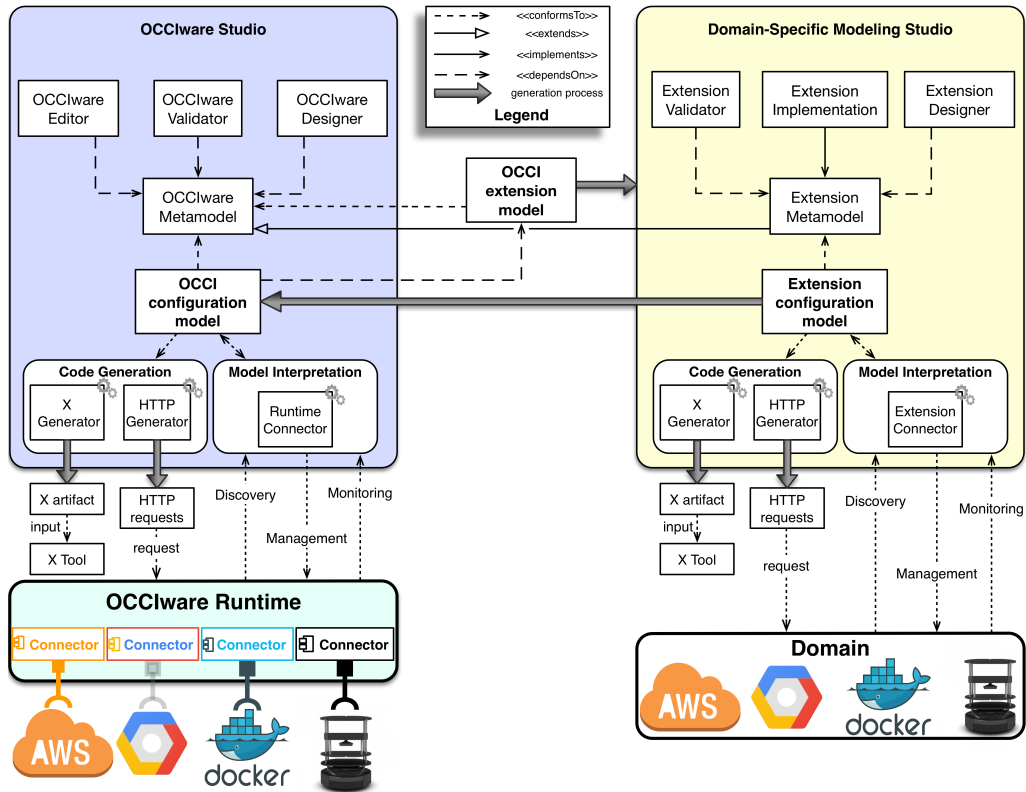 OCCIware Studio
OCCIware
Editor
OCCIware
Validator
OCCIware
Designer
OCCIware
Metamodel
OCCI
configuration
model
Code Generation
X
Generator
HTTP
Generator
Model Interpretation
Runtime
Connector
<<conformsTo>>
<<extends>>
<<implements>>
<<dependsOn>>
generation process
Legend
OCCI
extension
model
Domain-Specific Modeling Studio
Extension
Validator
Extension
Implementation
Extension
Designer
Extension
Metamodel
Extension
configuration
model
Code Generation
X
Generator
HTTP
Generator
Model Interpretation
Extension
Connector
X artifact
input
X Tool
HTTP
requests
request
Discovery
Management
Monitoring
OCCIware Runtime
Connector
Connector
Connector
Connector
AWS
docker
X artifact
input
X Tool
HTTP
requests
request
Discovery
Management
Monitoring
Domain
AWS
docker